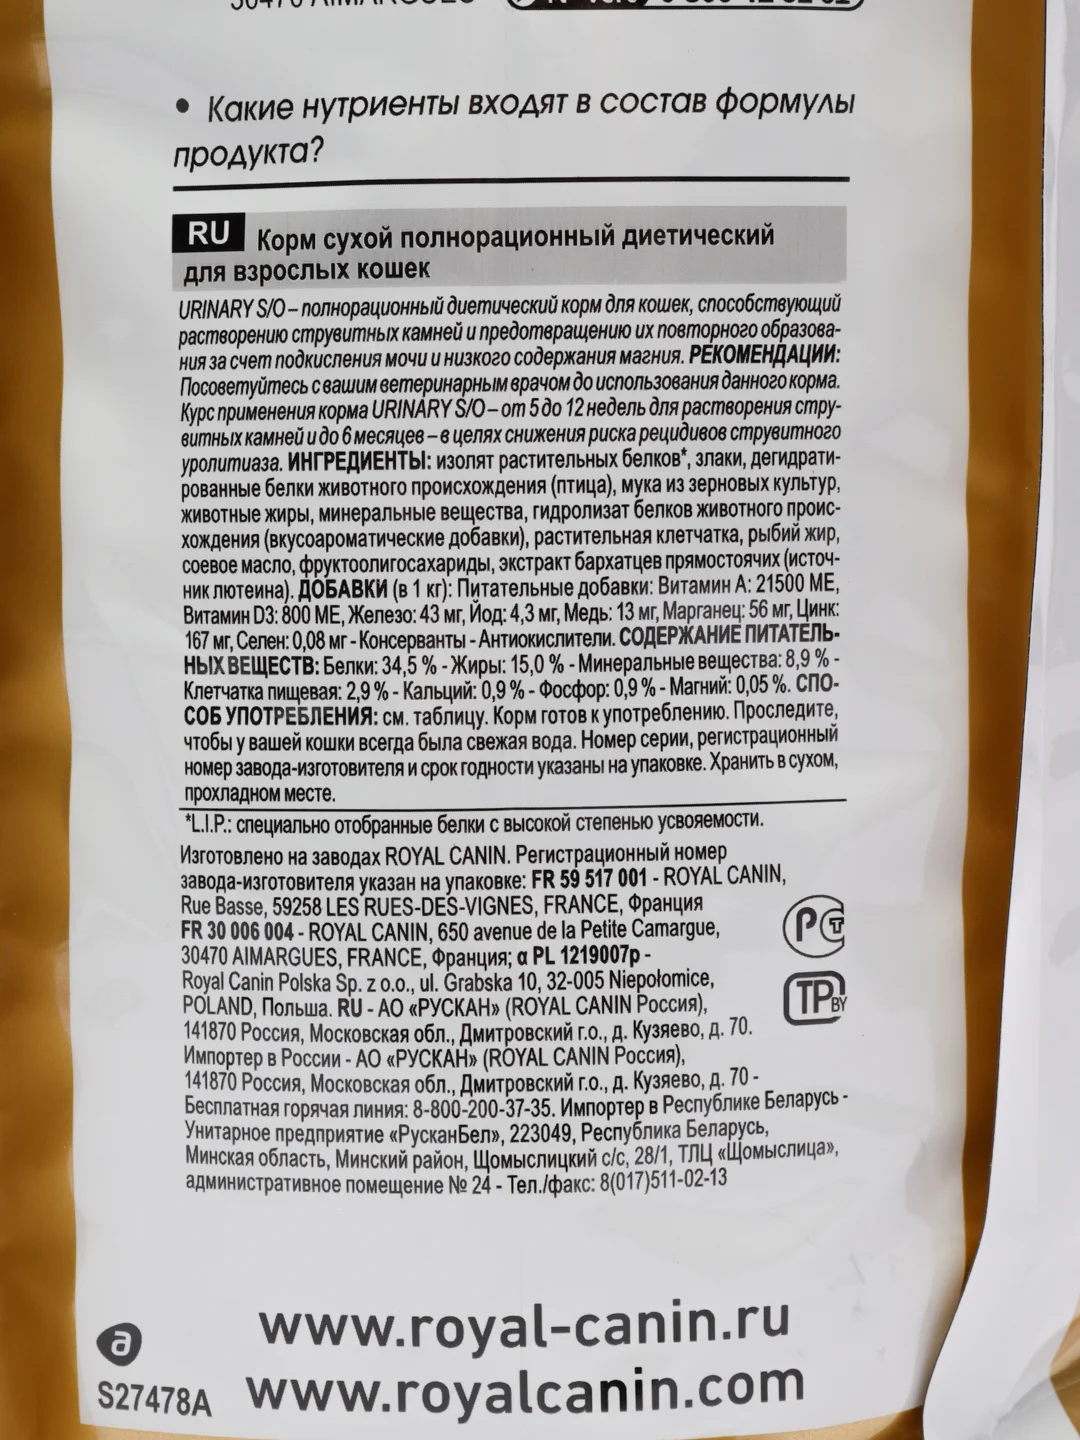 • Какие нутриенты входят в состав формулы
продукта?
RU Корм сухой полнорационный диетический
для взрослых кошек
URINARY S/O – полнорационный диетический корм для кошек, способствующий
растворению струвитных камней и предотвращению их повторного образова-
ния за счет подкисления мочи и низкого содержания магния. РЕКОМЕНДАЦИИ:
Посоветуйтесь с вашим ветеринарным врачом до использования данного корма.
Курс применения корма URINARY S/O – от 5 до 12 недель для растворения стру-
витных камней и до 6 месяцев – в целях снижения риска рецидивов струвитного
уролитиаза. ИНГРЕДИЕНТЫ: изолят растительных белков*, злаки, дегидрати-
рованные белки животного происхождения (птица), мука из зерновых культур,
животные жиры, минеральные вещества, гидролизат белков животного проис-
хождения (вкусоароматические добавки), растительная клетчатка, рыбий жир,
соевое масло, фруктоолигосахариды, экстракт бархатцев прямостоячих (источ-
ник лютеина). ДОБАВКИ (в 1 кг): Питательные добавки: Витамин А: 21500 МЕ,
Витамин D3: 800 МЕ, Железо: 43 мг, Йод: 4,3 мг, Медь: 13 мг, Марганец: 56 мг, Цинк:
167 мг, Селен: 0,08 мг - Консерванты - Антиокислители. СОДЕРЖАНИЕ ПИТАТЕЛЬ-
НЫХ ВЕЩЕСТВ: Белки: 34,5 % - Жиры: 15,0 % - Минеральные вещества: 8,9 % -
Клетчатка пищевая: 2,9 % - Кальций: 0,9 % - Фосфор: 0,9 % - Магний: 0,05 %. СПО-
СОБ УПОТРЕБЛЕНИЯ: см. таблицу. Корм готов к употреблению. Проследите,
чтобы у вашей кошки всегда была свежая вода. Номер серии, регистрационный
номер завода-изготовителя и срок годности указаны на упаковке. Хранить в сухом,
прохладном месте.
*L.I.P.: специально отобранные белки с высокой степенью усвояемости.
Изготовлено на заводах ROYAL CANIN. Регистрационный номер
завода-изготовителя указан на упаковке: FR 59 517 001 - ROYAL CANIN,
Rue Basse, 59258 LES RUES-DES-VIGNES, FRANCE, Франция
FR 30 006 004 - ROYAL CANIN, 650 avenue de la Petite Camargue,
30470 AIMARGUES, FRANCE, Франция; α PL 1219007p -
Royal Canin Polska Sp. z o.o., ul. Grabska 10, 32-005 Niepołomice,
POLAND, Польша. RU - АО «РУСКАН» (ROYAL CANIN Россия),
141870 Россия, Московская обл., Дмитровский г.о., д. Кузяево, д. 70.
Импортер в России - АО «РУСКАН» (ROYAL CANIN Россия),
141870 Россия, Московская обл., Дмитровский г.о., д. Кузяево, д. 70 -
Бесплатная горячая линия: 8-800-200-37-35. Импортер в Республике Беларусь -
Унитарное предприятие «РусканБел», 223049, Республика Беларусь,
Минская область, Минский район, Щомыслицкий с/с, 28/1, ТЛЦ «Щомыслица»,
административное помещение № 24 - Тел./факс: 8(017)511-02-13
РСТ
TP BY
www.royal-canin.ru
a
S27478A
www.royalcanin.com